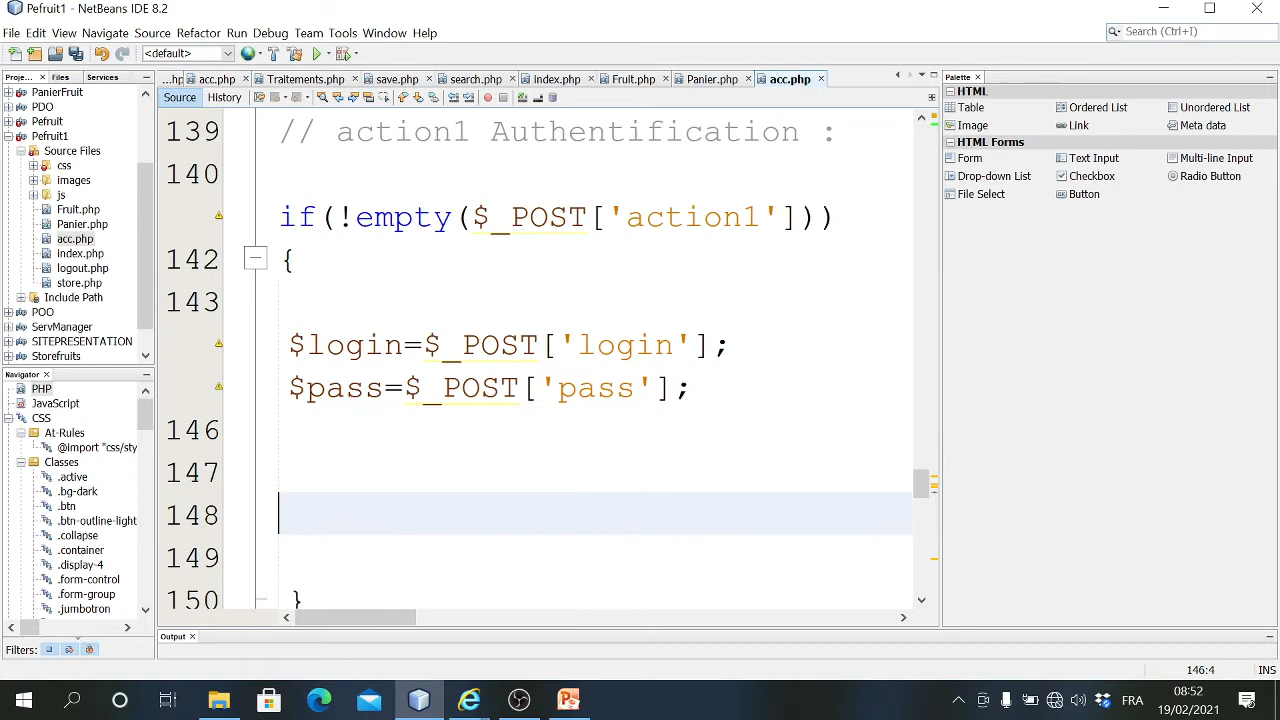 Pefruit1 - NetBeans IDE 8.2
File Edit View Navigate Source Refactor Run Debug Team Tools Window Help
Search (Ctrl+I)
<default>
Proje... Files Services
...hp acc.php Traitements.php save.php search.php Index.php Fruit.php Panier.php acc.php
Palette
Source History
PanierFruit
PDO
Pefruit
Pefruit1
Source Files
css
images
js
Fruit.php
Panier.php
acc.php
index.php
logout.php
store.php
Include Path
POO
ServManager
SITEPRESENTATION
Storefruits
Navigator
PHP
JavaScript
CSS
At-Rules
@import "css/sty
Classes
.active
.bg-dark
.btn
.btn-outline-light
.collapse
.container
.display-4
.form-control
.form-group
.jumbotron
Filters:
139 // action1 Authentification :
140
if(!empty($_POST['action1']))
142 {
143
$login=$_POST['login'];
$pass=$_POST['pass'];
146
147
148
149
150 }
HTML
Table Ordered List Unordered List
Image Link Meta data
HTML Forms
Form Text Input Multi-line Input
Drop-down List Checkbox Radio Button
File Select Button
Output
146:4 INS
FRA 08:52
19/02/2021